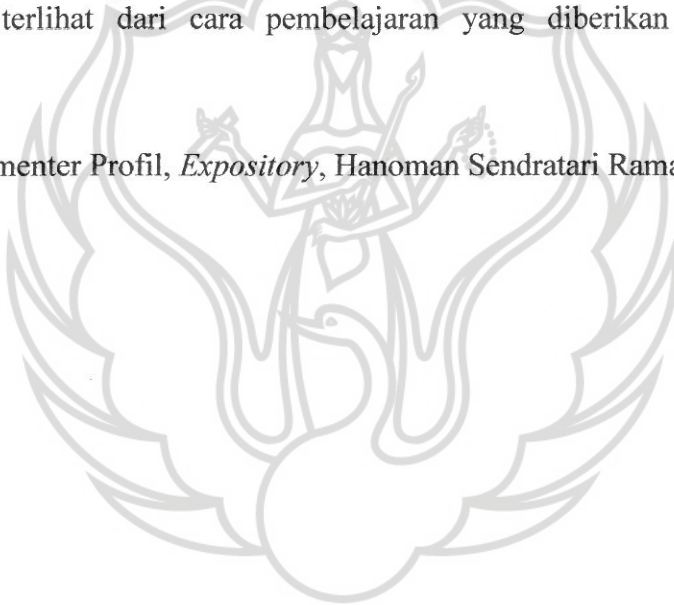 terlihat dari cara pembelajaran yang diberikan
menter Profil, Expository, Hanoman Sendratari Rama